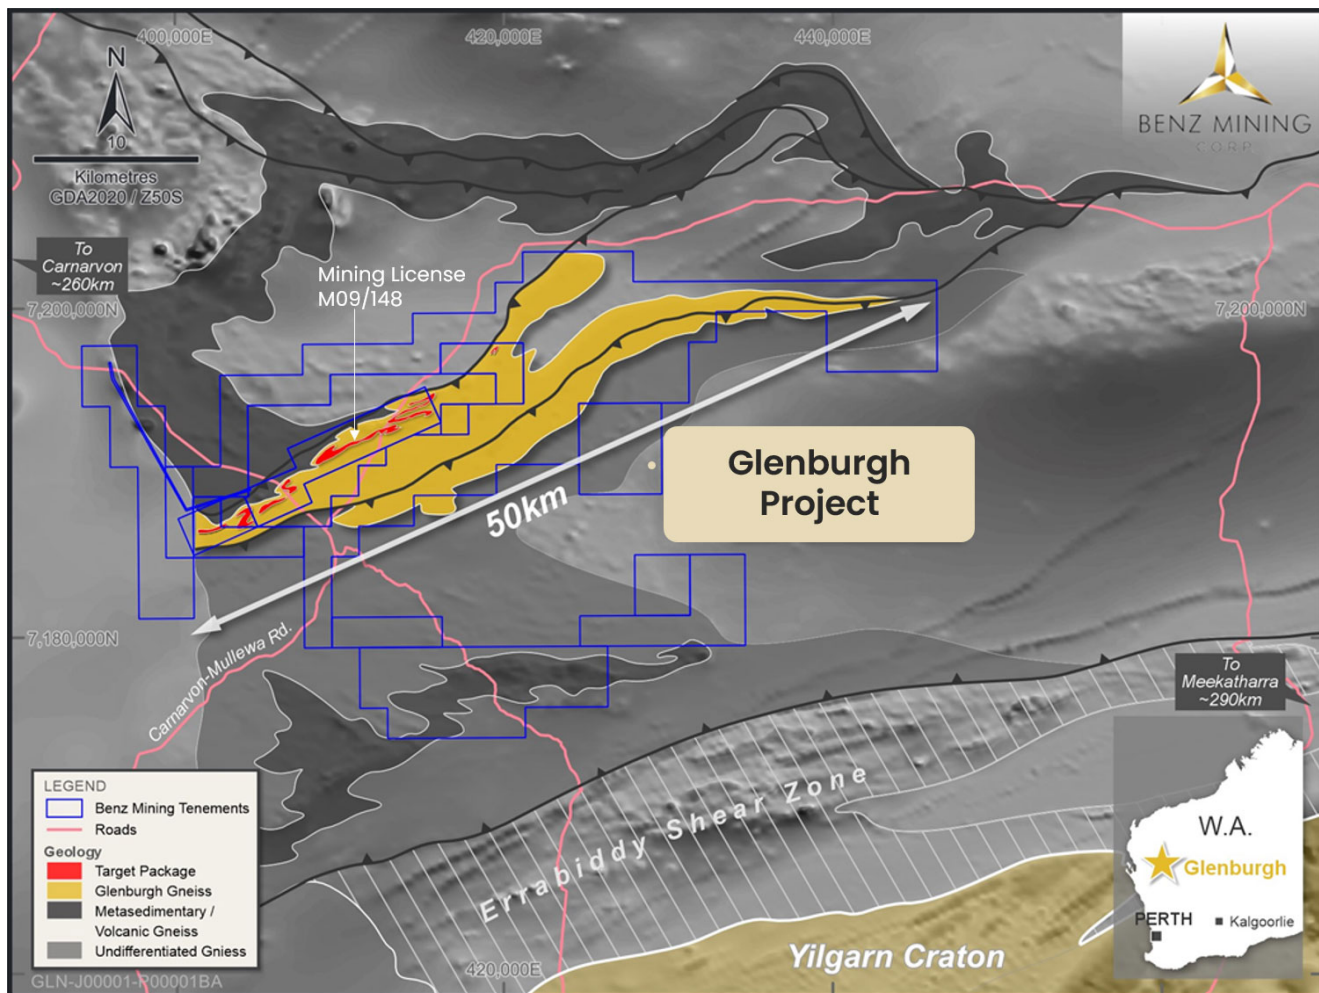 400,000E
420,000E
440,000E
N
10
Kilometres
GDA2020 / Z50S
BENZ MINING
CORP
To
Carnarvon
~260km
Mining License
M09/148
7,200,000N
7,200,000N
Glenburgh
Project
50km
7,180,000N
Carnarvon-Mullewa Rd.
To
Meekatharra
~290km
Errabiddy Shear Zone
LEGEND
Benz Mining Tenements
Roads
Geology
Target Package
Glenburgh Gneiss
Metasedimentary /
Volcanic Gneiss
Undifferentiated Gniess
W.A.
Glenburgh
PERTH
Kalgoorlie
Yilgarn Craton
420,000E
GLN-J00001-P00001BA